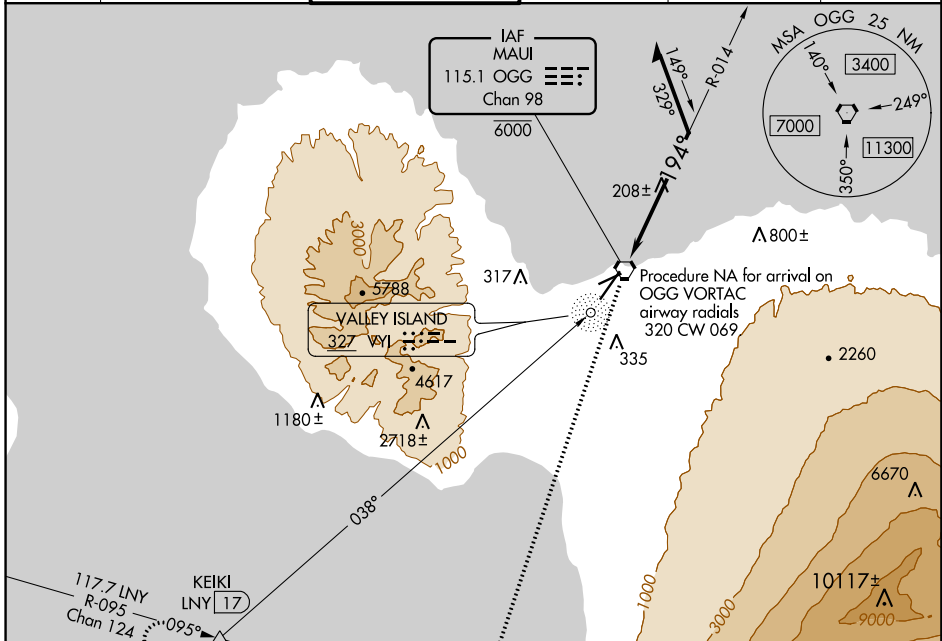 IAF
MAUI
115.1 OGG
Chan 98
6000
149°
329°
R-014
194°
MSA OGG 25 NM
140°
3400
249°
7000
11300
350°
208±
800±
317
Procedure NA for arrival on
OGG VORTAC
airway radials
320 CW 069
3000
5788
VALLEY ISLAND
327 VYI
335
2260
4617
1180±
2718±
1000
038°
6670
117.7 LNY
R-095
Chan 124
095°
KEIKI
LNY 17
10117±
1000
3000
9000